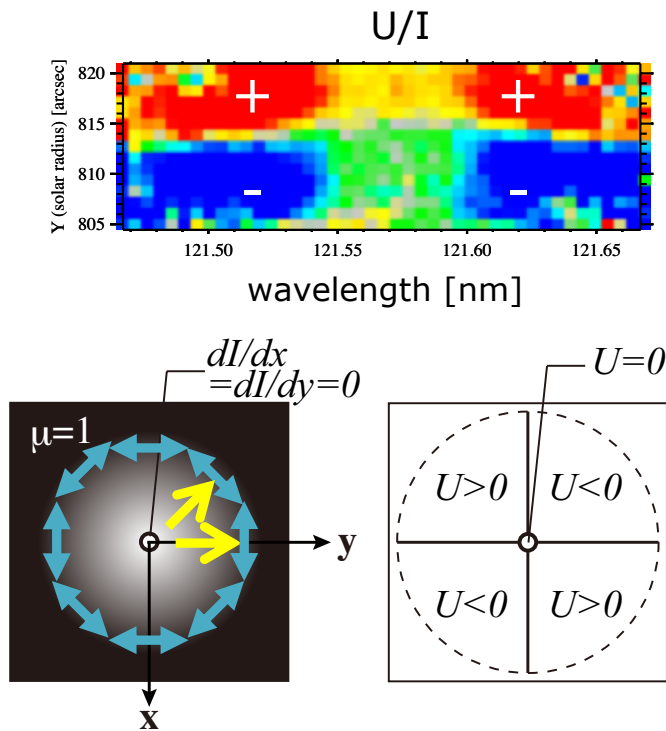 U/I
Y (solar radius) [arcsec]
820
815
810
805
+ +
- -
121.50 121.55 121.60 121.65
wavelength [nm]
dI/dx
=dI/dy=0
U=0
μ=1
U>0 U<0
y
U<0 U>0
x